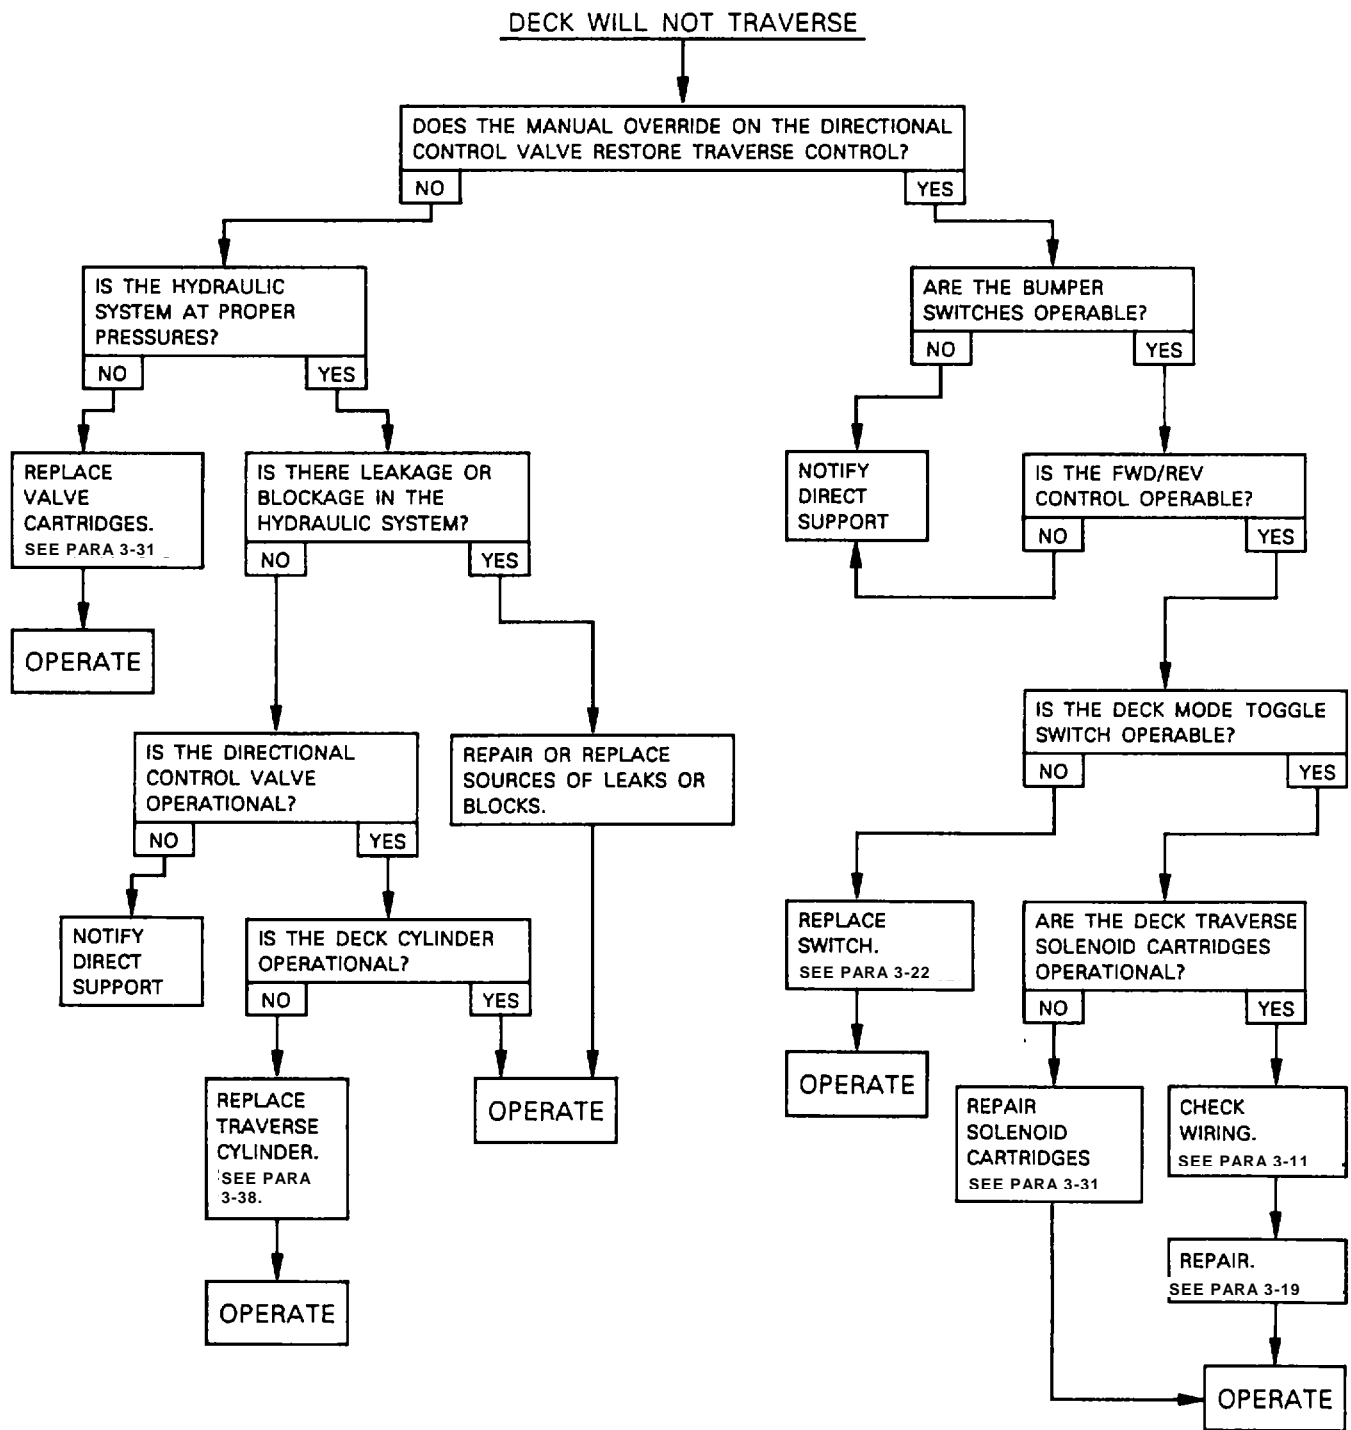 DECK WILL NOT TRAVERSE
DOES THE MANUAL OVERRIDE ON THE DIRECTIONAL
CONTROL VALVE RESTORE TRAVERSE CONTROL?
NO
YES
IS THE HYDRAULIC
SYSTEM AT PROPER
PRESSURES?
NO
YES
ARE THE BUMPER
SWITCHES OPERABLE?
NO
YES
REPLACE
VALVE
CARTRIDGES.
SEE PARA 3-31
IS THERE LEAKAGE OR
BLOCKAGE IN THE
HYDRAULIC SYSTEM?
NO
YES
NOTIFY
DIRECT
SUPPORT
IS THE FWD/REV
CONTROL OPERABLE?
NO
YES
OPERATE
IS THE DIRECTIONAL
CONTROL VALVE
OPERATIONAL?
NO
YES
REPAIR OR REPLACE
SOURCES OF LEAKS OR
BLOCKS.
IS THE DECK MODE TOGGLE
SWITCH OPERABLE?
NO
YES
NOTIFY
DIRECT
SUPPORT
IS THE DECK CYLINDER
OPERATIONAL?
NO
YES
REPLACE
SWITCH.
SEE PARA 3-22
ARE THE DECK TRAVERSE
SOLENOID CARTRIDGES
OPERATIONAL?
NO
YES
REPLACE
TRAVERSE
CYLINDER.
SEE PARA
3-38.
OPERATE
OPERATE
REPAIR
SOLENOID
CARTRIDGES
SEE PARA 3-31
CHECK
WIRING.
SEE PARA 3-11
OPERATE
REPAIR.
SEE PARA 3-19
OPERATE